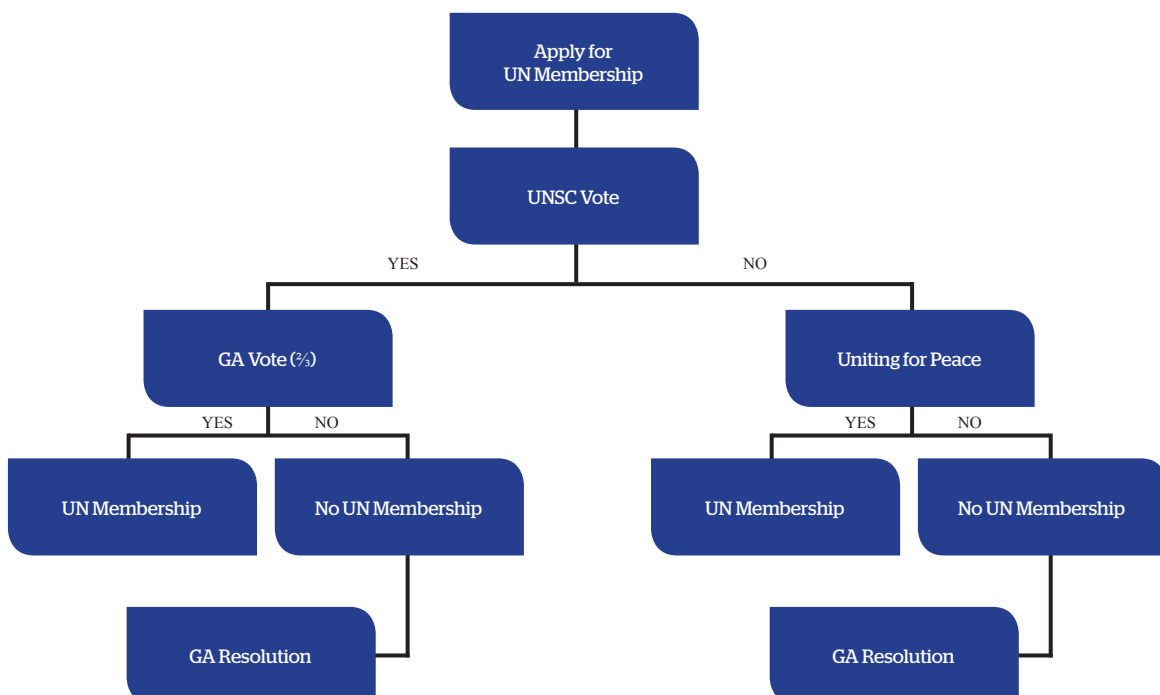 Apply for
UN Membership
UNSC Vote
YES
NO
GA Vote (⅔)
Uniting for Peace
YES
NO
YES
NO
UN Membership
No UN Membership
UN Membership
No UN Membership
GA Resolution
GA Resolution